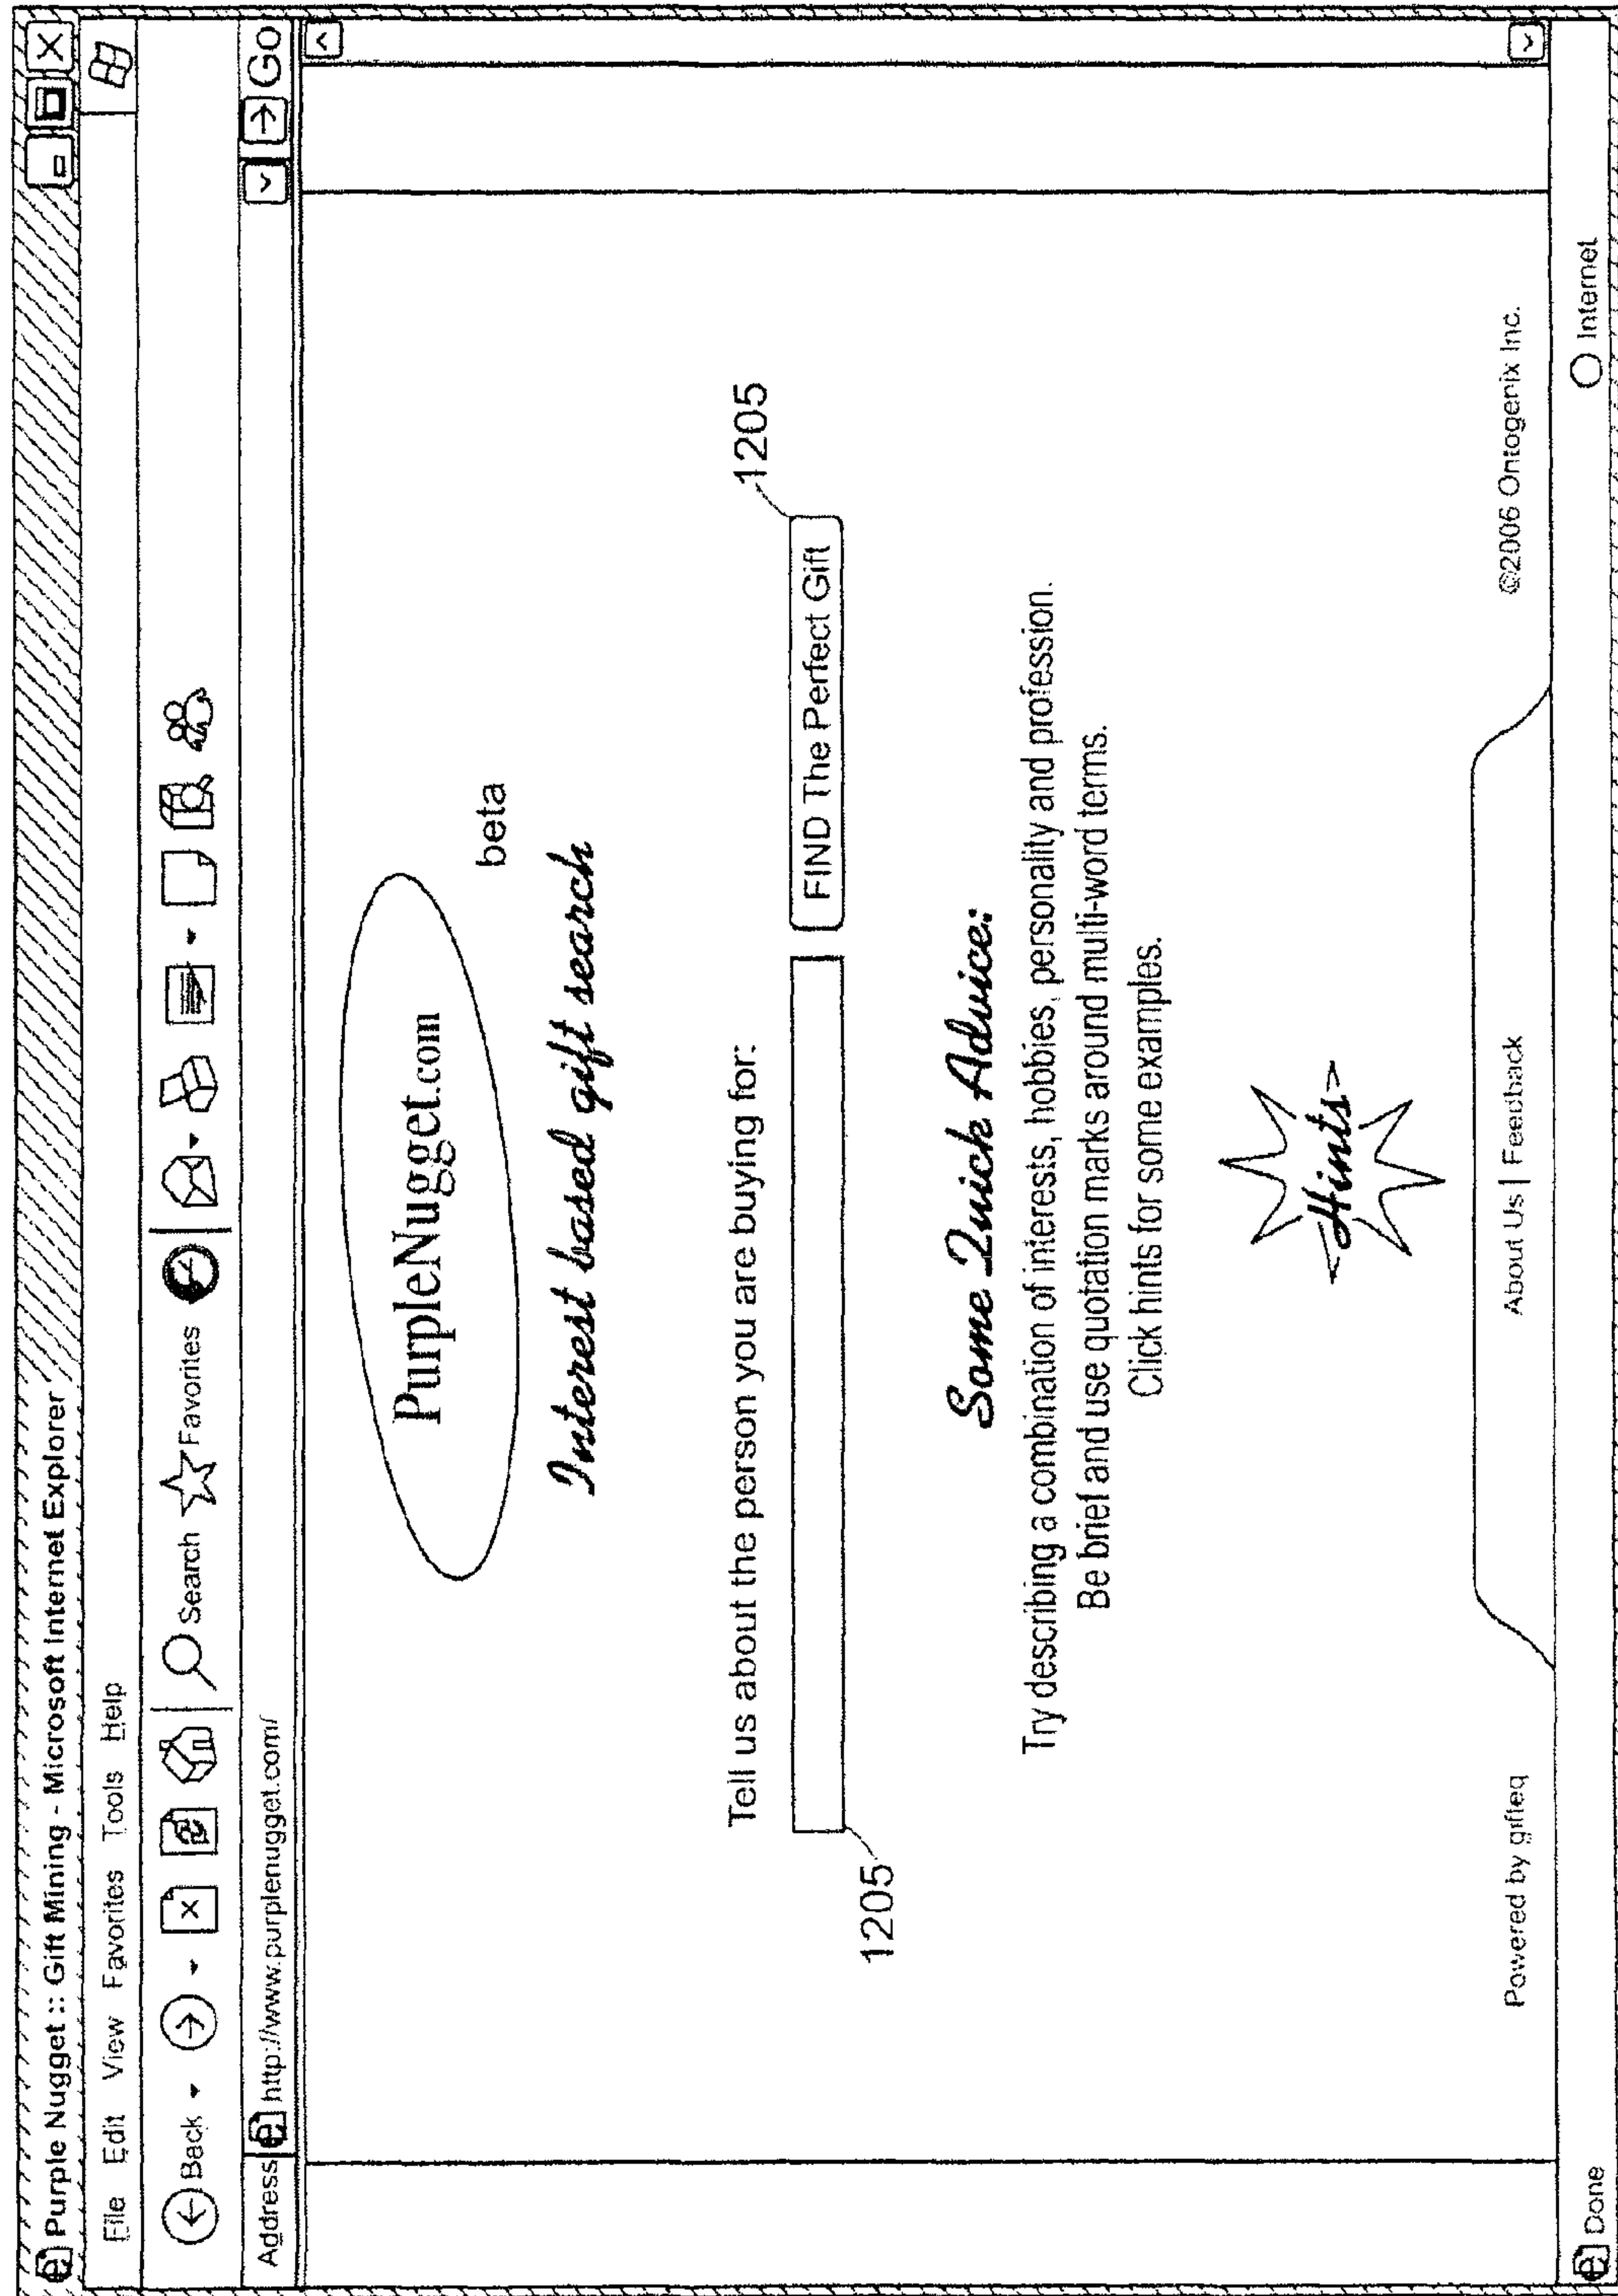 Purple Nugget :: Gift Mining - Microsoft Internet Explorer
File Edit View Favorites Tools Help
Back Search Favorites
Address http://www.purplenugget.com/ Go
PurpleNugget.com
beta
Interest based gift search
Tell us about the person you are buying for:
1205
FIND The Perfect Gift
1205
Some Quick Advice:
Try describing a combination of interests, hobbies, personality and profession.
Be brief and use quotation marks around multi-word terms.
Click hints for some examples.
Hints
Powered by gifteq About Us | Feedback ©2006 Ontogenix Inc.
Done Internet